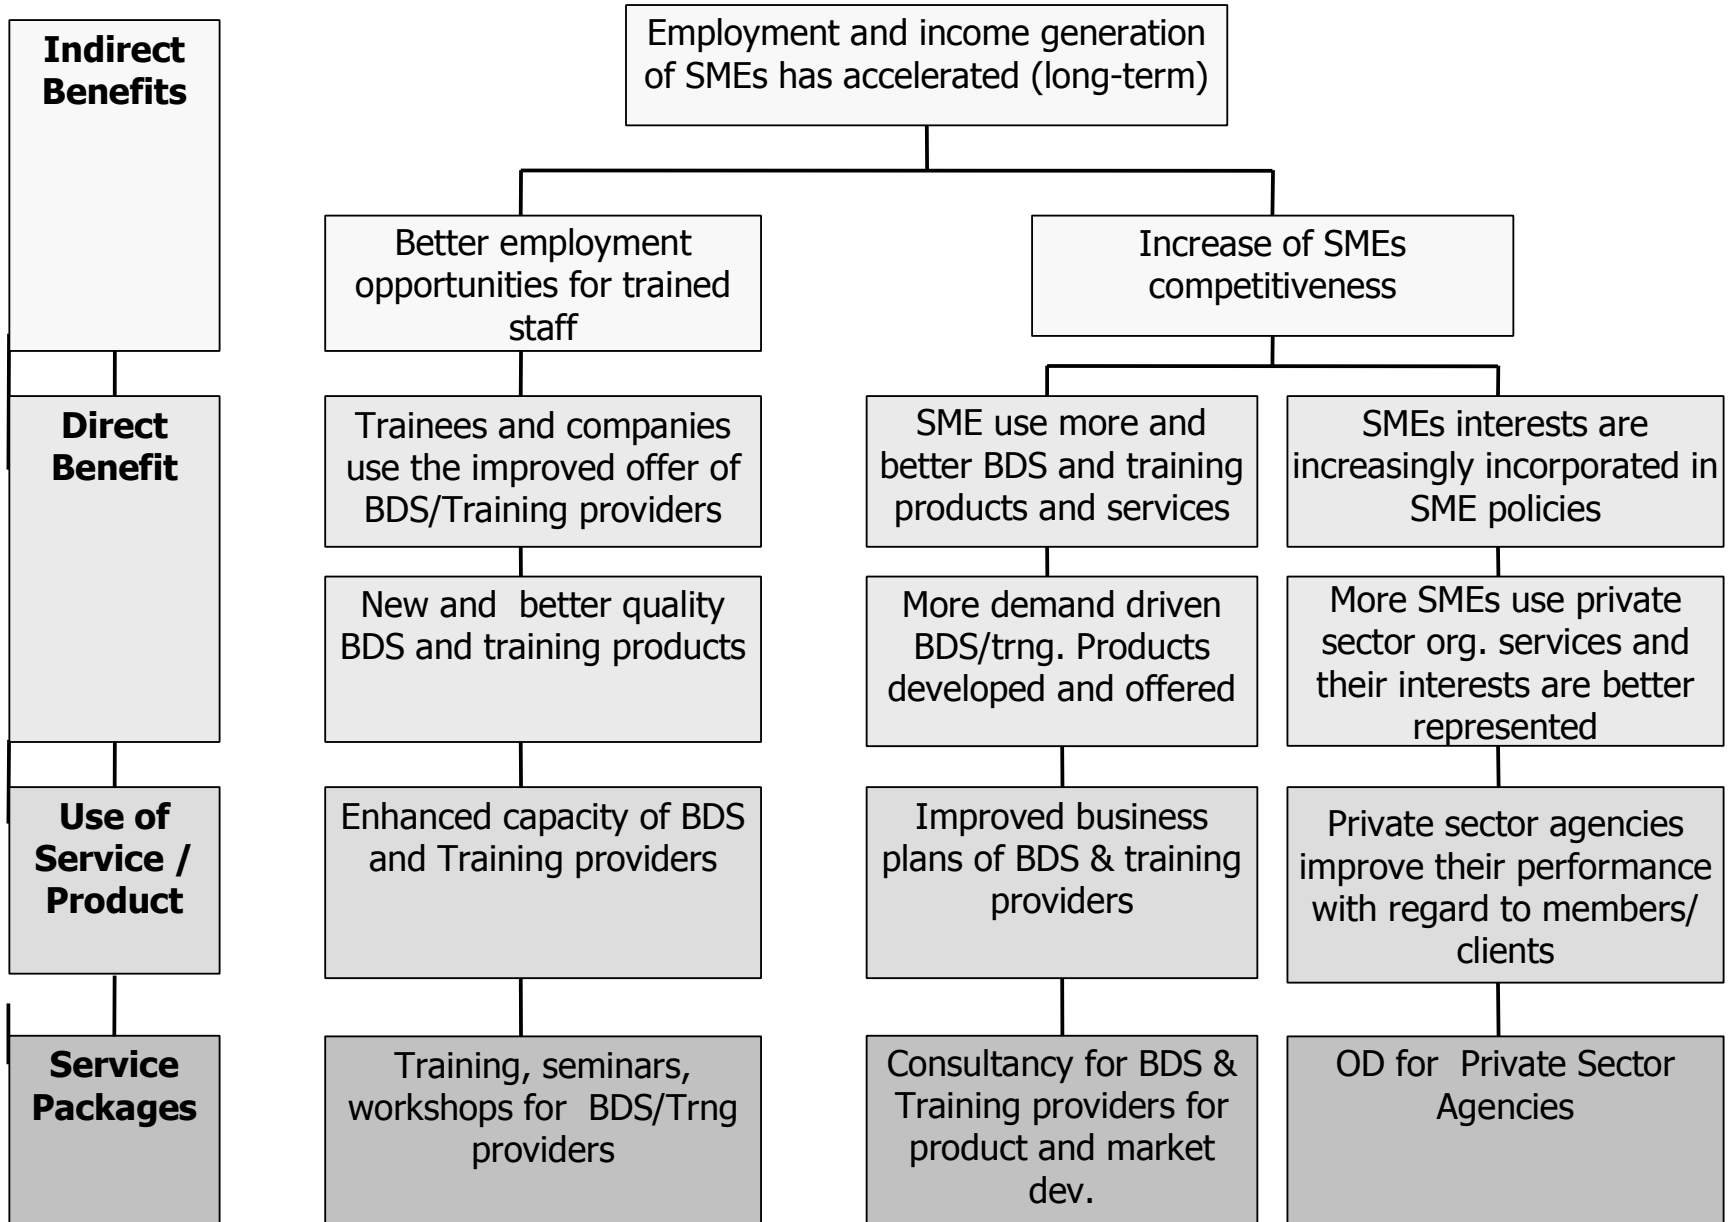 Indirect
Benefits
Employment and income generation
of SMEs has accelerated (long-term)
Better employment
opportunities for trained
staff
Increase of SMEs
competitiveness
Direct
Benefit
Trainees and companies
use the improved offer of
BDS/Training providers
SME use more and
better BDS and training
products and services
SMEs interests are
increasingly incorporated in
SME policies
New and  better quality
BDS and training products
More demand driven
BDS/trng. Products
developed and offered
More SMEs use private
sector org. services and
their interests are better
represented
Use of
Service /
Product
Enhanced capacity of BDS
and Training providers
Improved business
plans of BDS & training
providers
Private sector agencies
improve their performance
with regard to members/
clients
Service
Packages
Training, seminars,
workshops for  BDS/Trng
providers
Consultancy for BDS &
Training providers for
product and market
dev.
OD for  Private Sector
Agencies